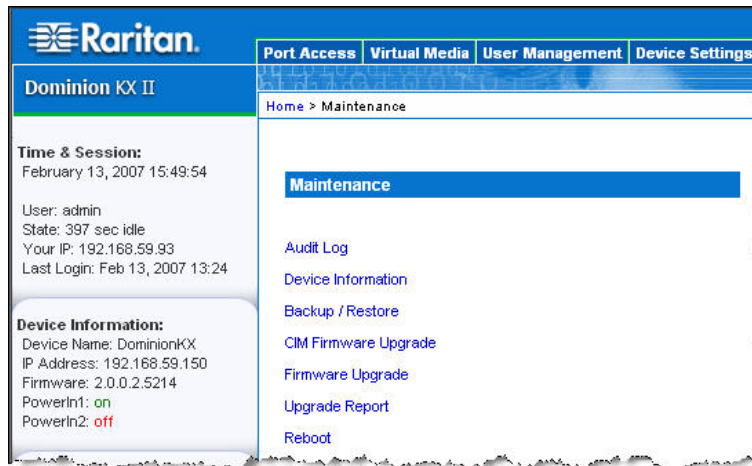 Raritan.
Port Access
Virtual Media
User Management
Device Settings
Dominion KX II
Home > Maintenance
Time & Session:
February 13, 2007 15:49:54
User: admin
State: 397 sec idle
Your IP: 192.168.59.93
Last Login: Feb 13, 2007 13:24
Device Information:
Device Name: DominionKX
IP Address: 192.168.59.150
Firmware: 2.0.0.2.5214
PowerIn1: on
PowerIn2: off
Maintenance
Audit Log
Device Information
Backup / Restore
CIM Firmware Upgrade
Firmware Upgrade
Upgrade Report
Reboot